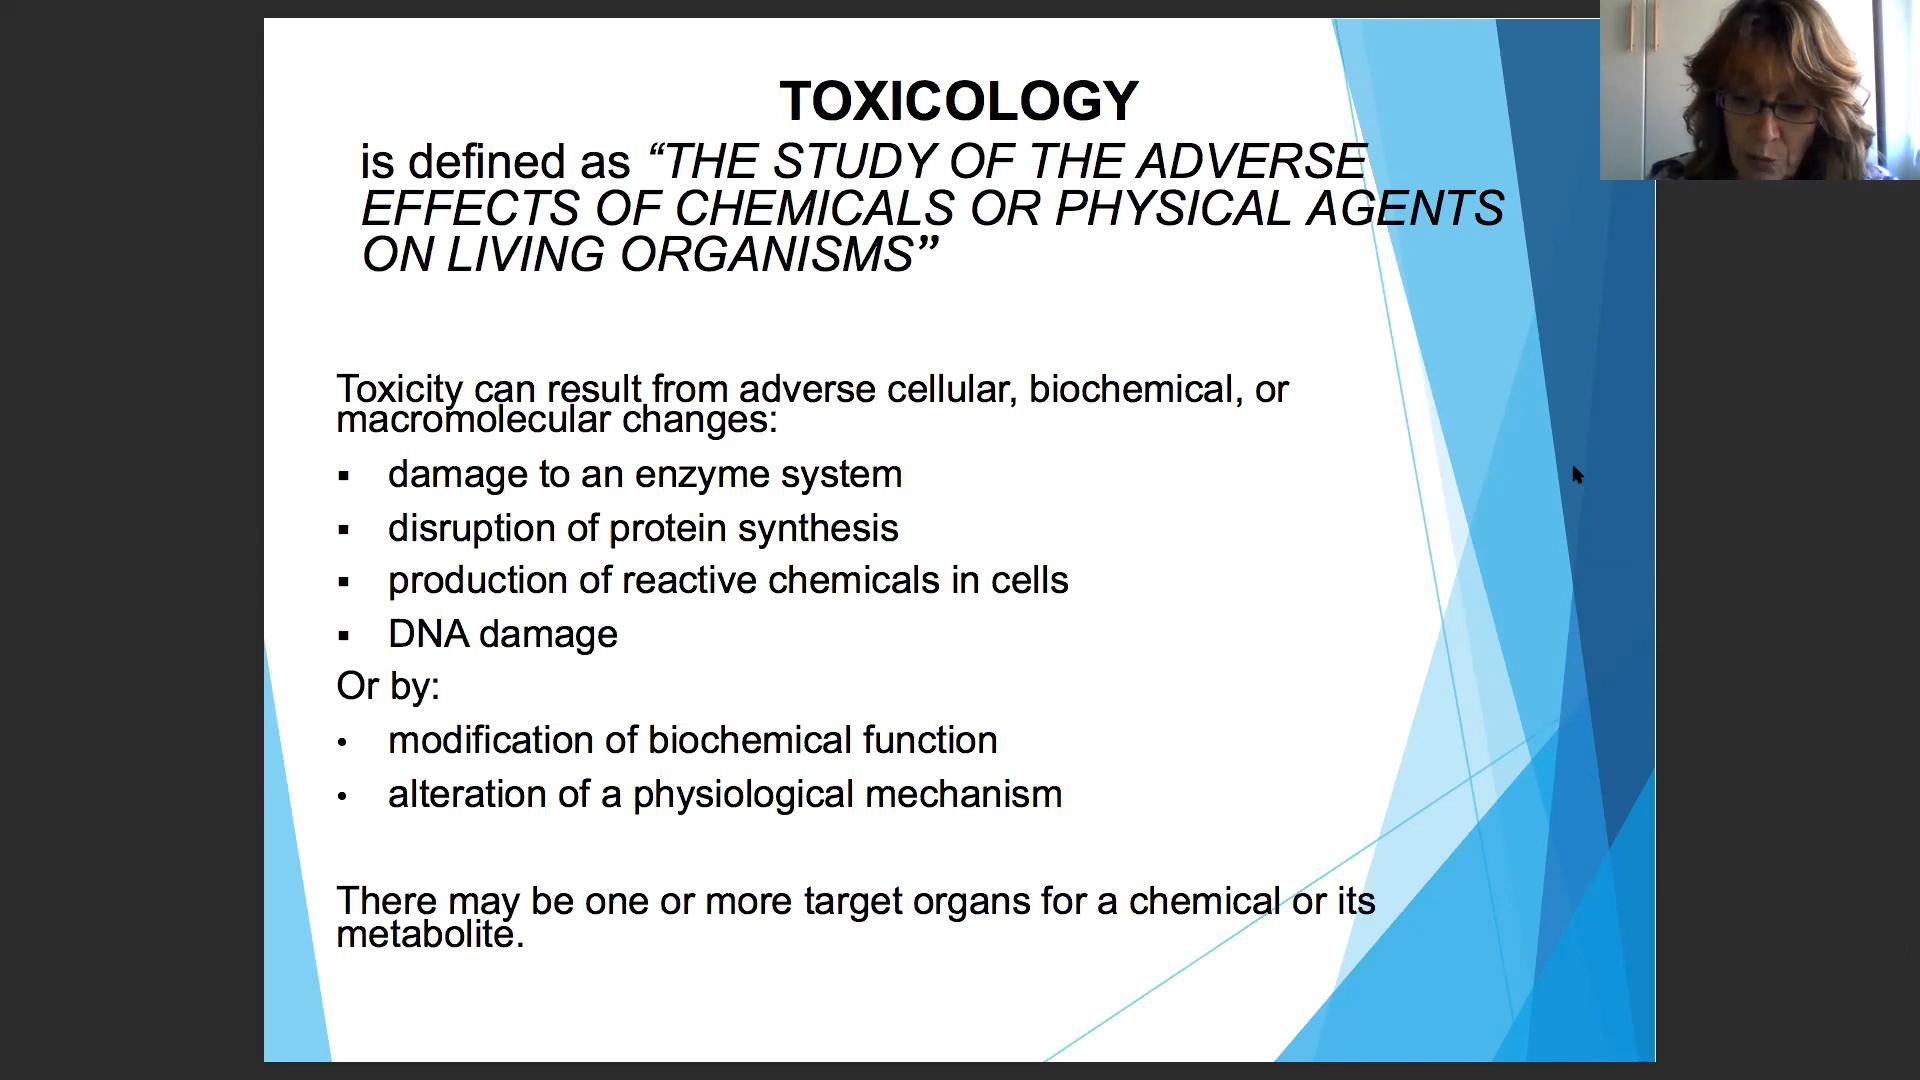 TOXICOLOGY
is defined as “THE STUDY OF THE ADVERSE
EFFECTS OF CHEMICALS OR PHYSICAL AGENTS
ON LIVING ORGANISMS”
Toxicity can result from adverse cellular, biochemical, or
macromolecular changes:
▪ damage to an enzyme system
▪ disruption of protein synthesis
▪ production of reactive chemicals in cells
▪ DNA damage
Or by:
• modification of biochemical function
• alteration of a physiological mechanism
There may be one or more target organs for a chemical or its
metabolite.